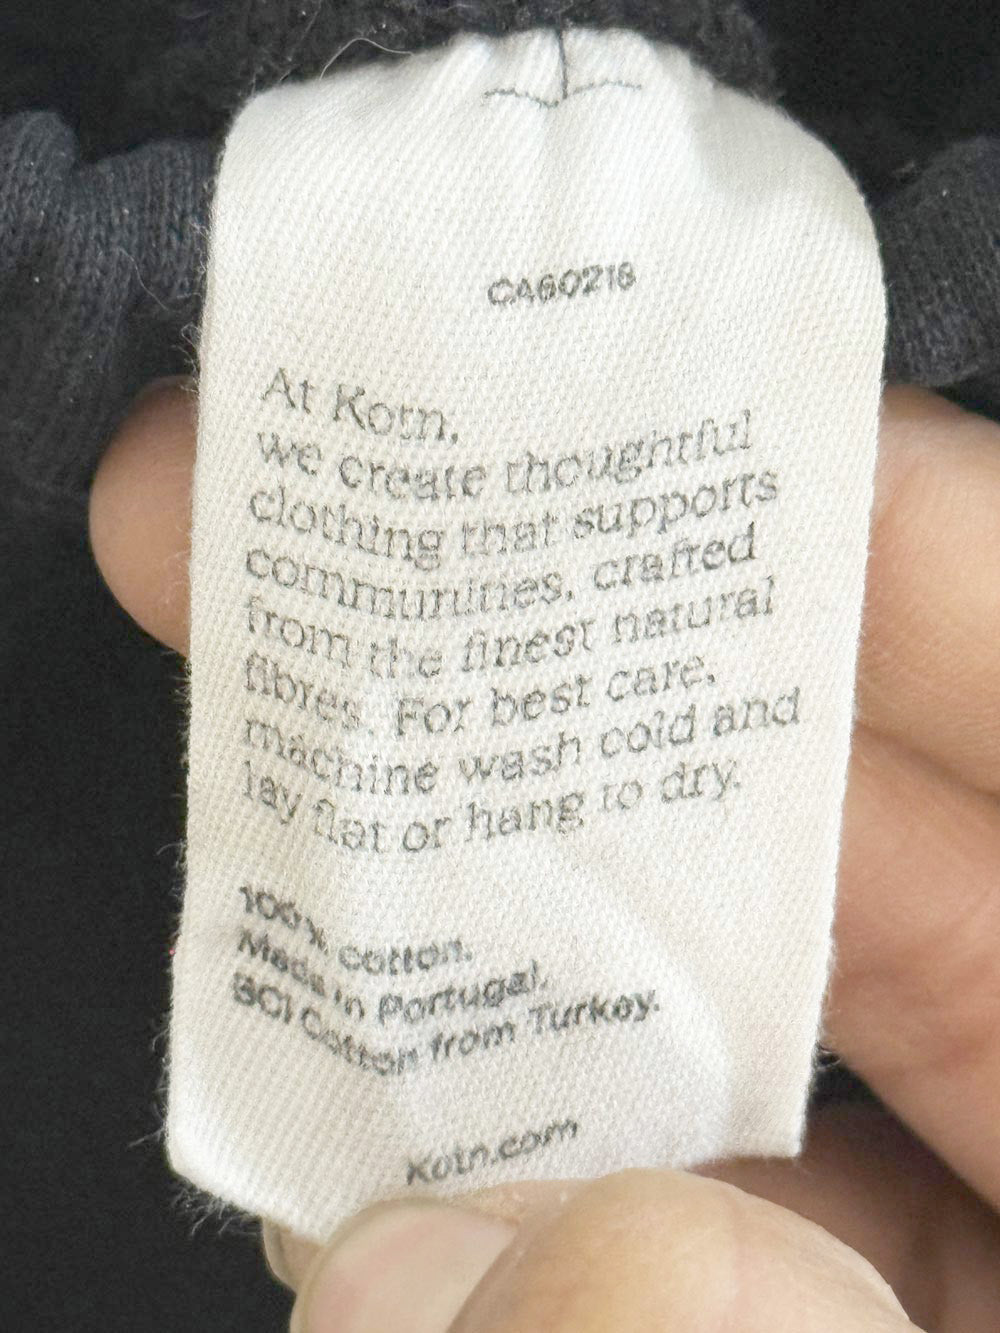 CA60218
At Kotn,
we create thoughtful
clothing that supports
communities, crafted
from the finest natural
fibres. For best care,
machine wash cold and
lay flat or hang to dry.
100% cotton.
Made in Portugal.
BCI Cotton from Turkey.
Kotn.com